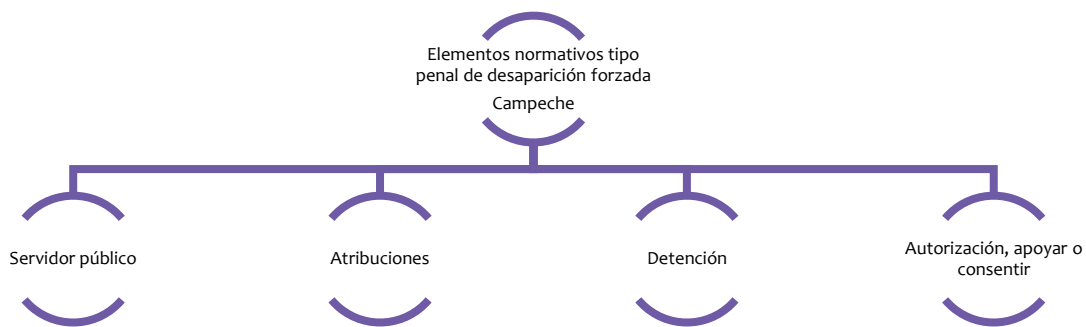 Elementos normativos tipo
penal de desaparición forzada
Campeche
Servidor público
Atribuciones
Detención
Autorización, apoyar o
consentir